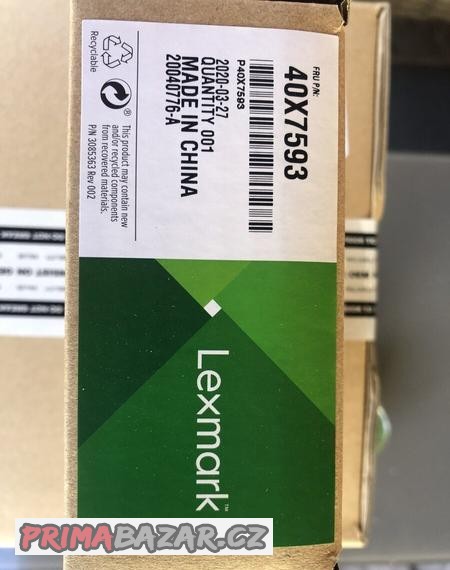 FRU P/N:
40X7593
P40X7593
2020-03-27,
QUANTITY 001
MADE IN CHINA
20040776-A
Recyclable
This product may contain new
and/or recycled components
from recovered materials.
P/N 3085363 Rev 002
Lexmark™
PRIMABAZAR.CZ